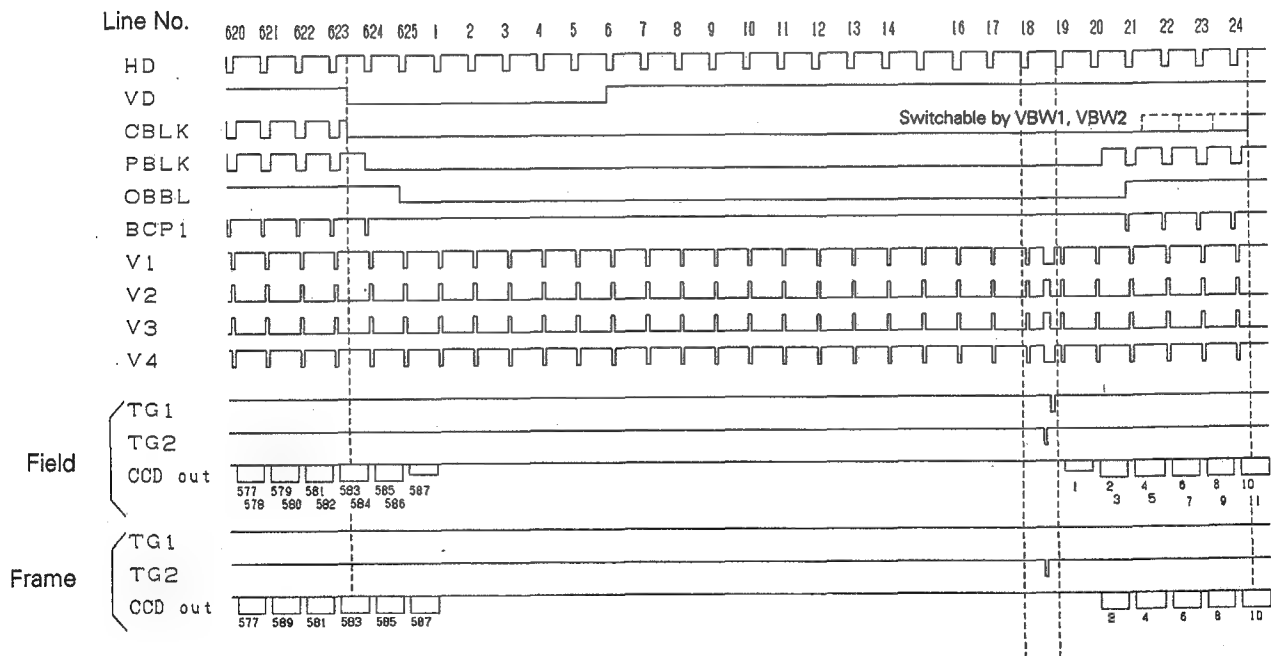 Line No. 620 621 622 623 624 625 1 2 3 4 5 6 7 8 9 10 11 12 13 14 16 17 18 19 20 21 22 23 24
HD
VD
CBLK Switchable by VBW1, VBW2
PBLK
OBBL
BCP1
V1
V2
V3
V4
Field
TG1
TG2
CCD out
577 579 581 583 585 587 1 2 4 6 8 10
578 580 582 584 586 3 5 7 9 11
Frame
TG1
TG2
CCD out
577 589 581 583 585 587 2 4 6 8 10